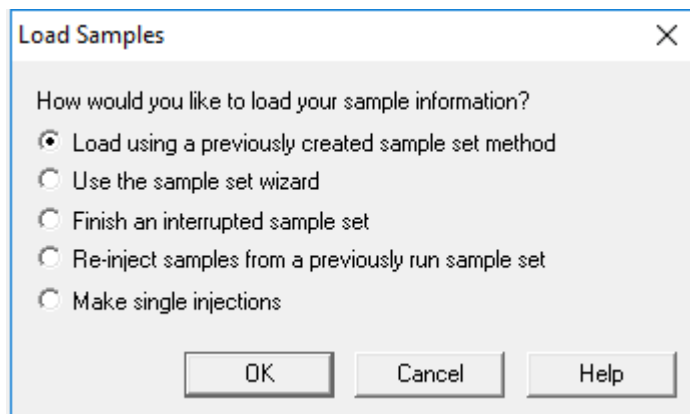 Load Samples
How would you like to load your sample information?
Load using a previously created sample set method
Use the sample set wizard
Finish an interrupted sample set
Re-inject samples from a previously run sample set
Make single injections
OK Cancel Help